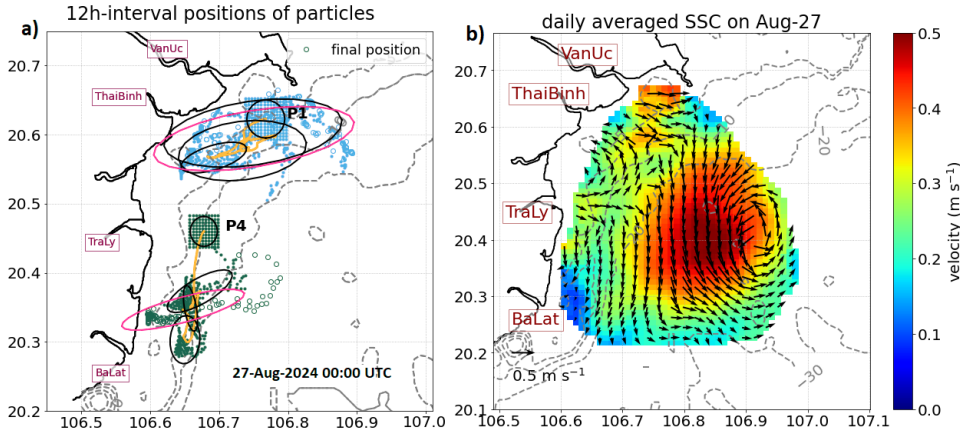 12h-interval positions of particles
a)
VanUc
ThaiBinh
TraLy
BaLat
final position
P1
P4
27-Aug-2024 00:00 UTC
20.7
20.6
20.5
20.4
20.3
20.2
106.5 106.6 106.7 106.8 106.9 107.0
daily averaged SSC on Aug-27
b)
VanUc
ThaiBinh
TraLy
BaLat
0.5 m s⁻¹
-10
−20
−30
20.7
20.6
20.5
20.4
20.3
20.2
20.1
106.5 106.6 106.7 106.8 106.9 107.0 107.1
0.5
0.4
0.3
0.2
0.1
0.0
velocity (m s⁻¹)